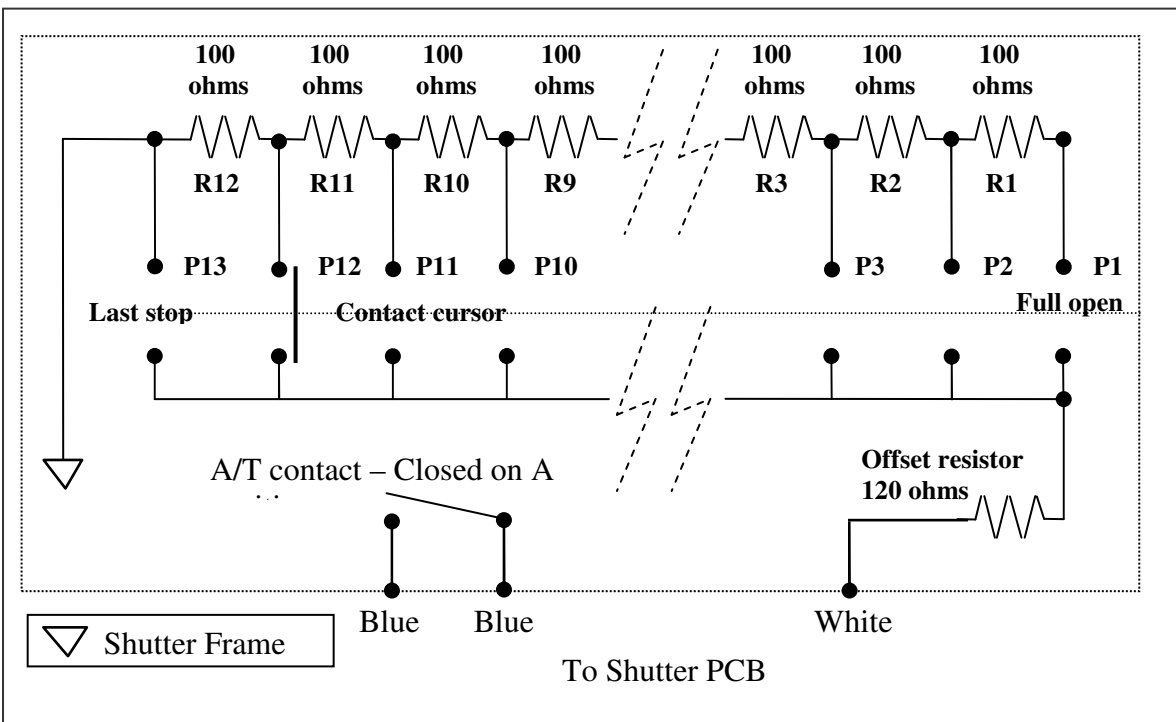 100 100 100 100 100 100 100
ohms ohms ohms ohms ohms ohms ohms
R12 R11 R10 R9 R3 R2 R1
P13 P12 P11 P10 P3 P2 P1
Last stop Contact cursor Full open
A/T contact – Closed on A
Offset resistor
120 ohms
Blue Blue White
Shutter Frame
To Shutter PCB